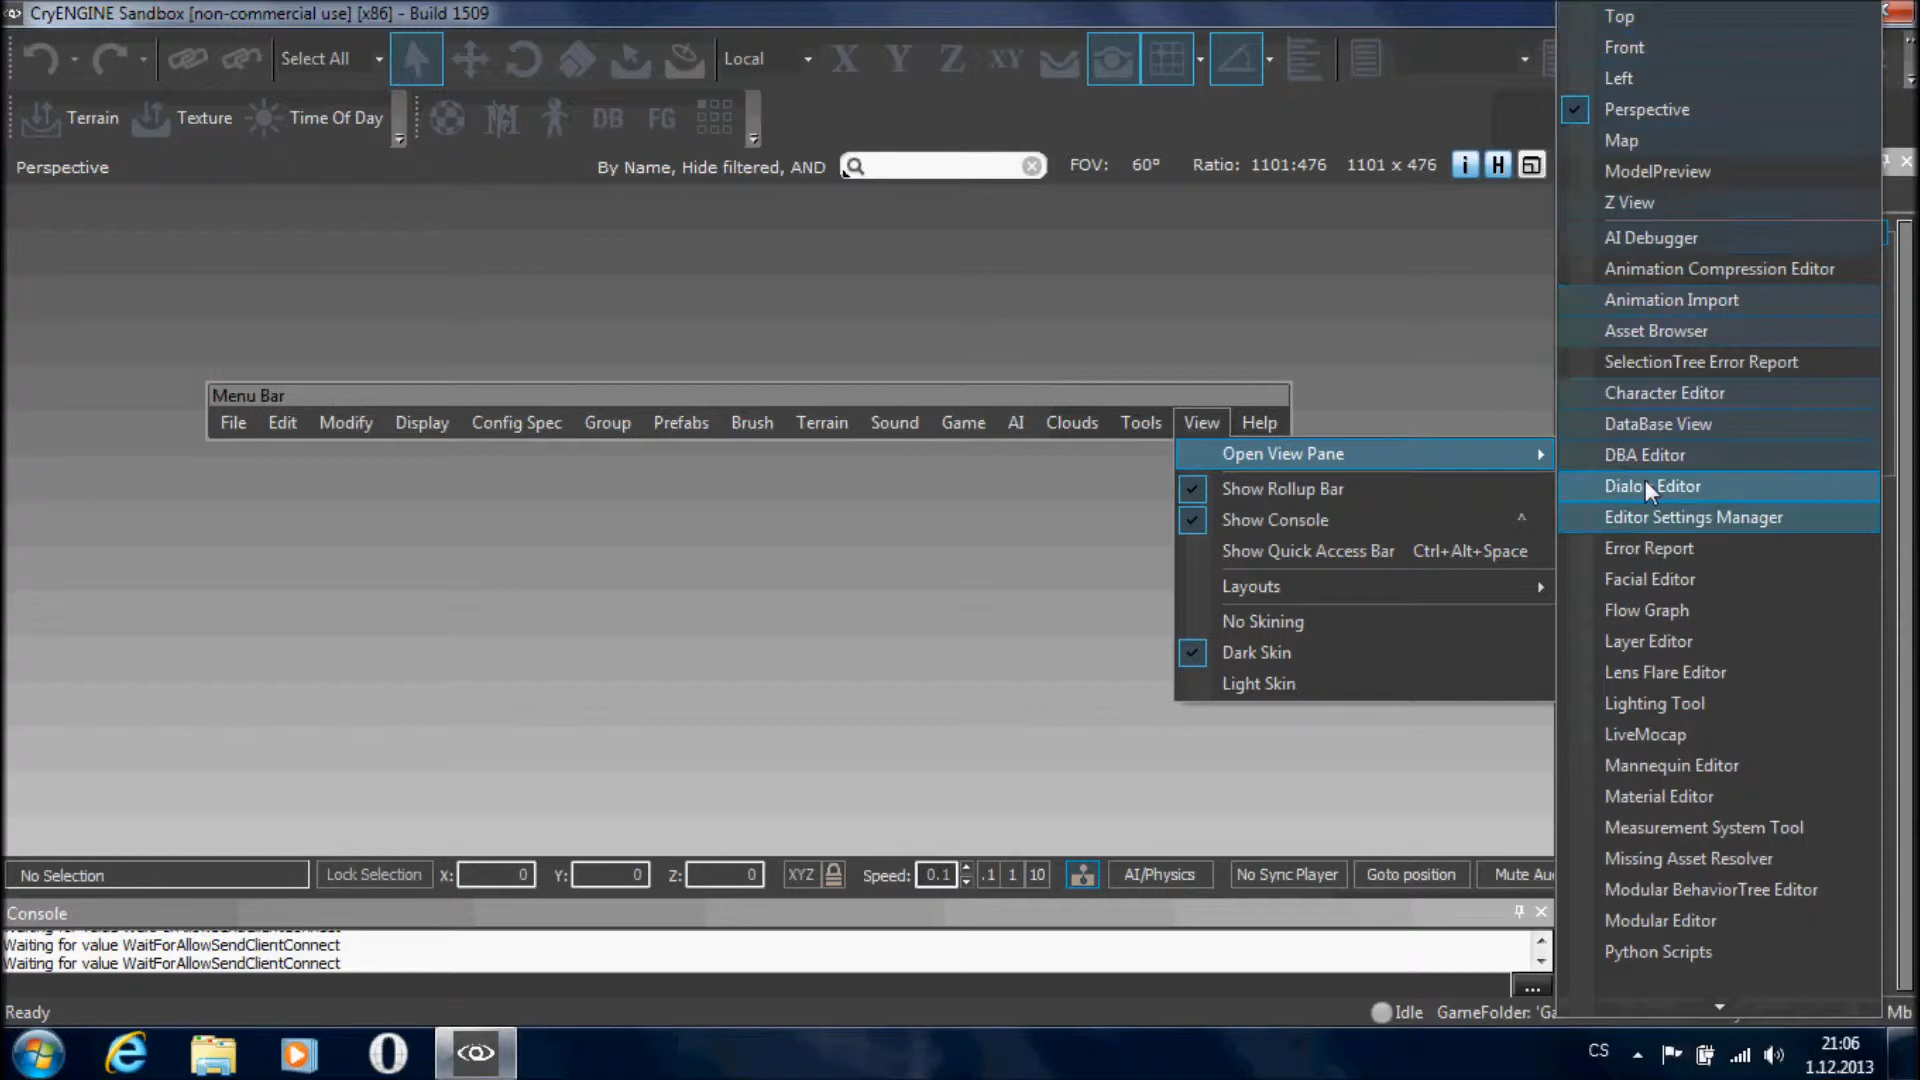 CryENGINE Sandbox [non-commercial use] [x86] - Build 1509
Select All
Local
X Y Z XY
Terrain Texture Time Of Day
DB FG
Perspective
By Name, Hide filtered, AND
FOV: 60° Ratio: 1101:476 1101 x 476
i H
Menu Bar
File Edit Modify Display Config Spec Group Prefabs Brush Terrain Sound Game AI Clouds Tools View Help
Open View Pane
Show Rollup Bar
Show Console ^
Show Quick Access Bar Ctrl+Alt+Space
Layouts
No Skining
Dark Skin
Light Skin
Top
Front
Left
Perspective
Map
ModelPreview
Z View
AI Debugger
Animation Compression Editor
Animation Import
Asset Browser
SelectionTree Error Report
Character Editor
DataBase View
DBA Editor
Dialog Editor
Editor Settings Manager
Error Report
Facial Editor
Flow Graph
Layer Editor
Lens Flare Editor
Lighting Tool
LiveMocap
Mannequin Editor
Material Editor
Measurement System Tool
Missing Asset Resolver
Modular BehaviorTree Editor
Modular Editor
Python Scripts
No Selection Lock Selection X: 0 Y: 0 Z: 0 XYZ Speed: 0.1 .1 1 10 AI/Physics No Sync Player Goto position Mute Au
Console
Waiting for value WaitForAllowSendClientConnect
Waiting for value WaitForAllowSendClientConnect
...
Ready
Idle GameFolder: 'Ga Mb
CS
21:06
1.12.2013